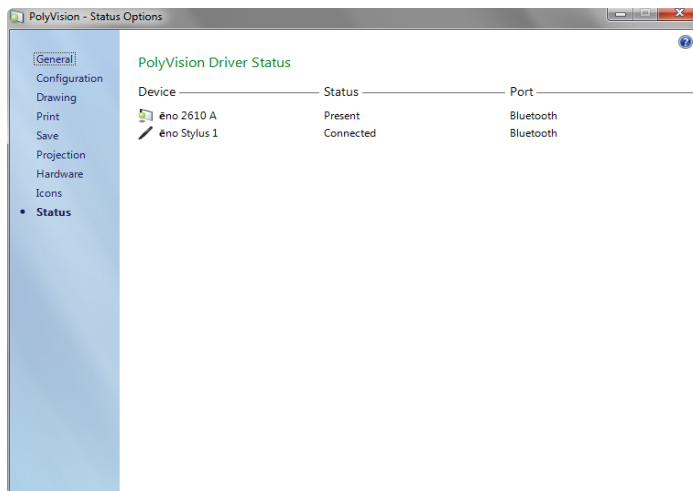 PolyVision - Status Options
General
Configuration
Drawing
Print
Save
Projection
Hardware
Icons
• Status
PolyVision Driver Status
Device Status Port
ēno 2610 A Present Bluetooth
ēno Stylus 1 Connected Bluetooth